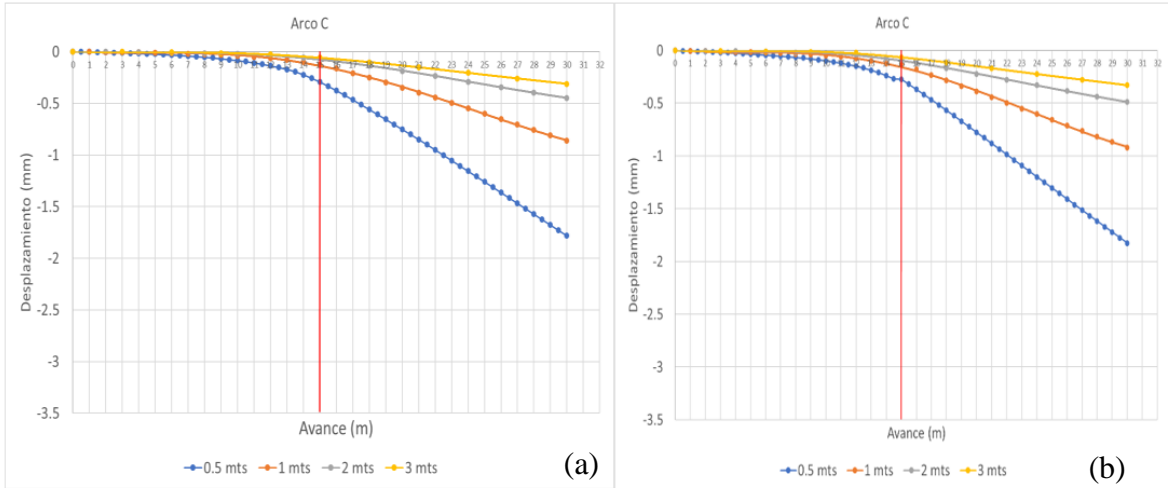 Arco C
0
-0.5
-1
-1.5
-2
-2.5
-3
-3.5
0 1 2 3 4 5 6 7 8 9 10 11 12 13 14 15 16 17 18 19 20 21 22 23 24 25 26 27 28 29 30 31 32
Desplazamiento (mm)
Avance (m)
0.5 mts 1 mts 2 mts 3 mts
(a)
Arco C
0
-0.5
-1
-1.5
-2
-2.5
-3
-3.5
0 1 2 3 4 5 6 7 8 9 10 11 12 13 14 15 16 17 18 19 20 21 22 23 24 25 26 27 28 29 30 31 32
Desplazamiento (mm)
Avance (m)
0.5 mts 1 mts 2 mts 3 mts
(b)